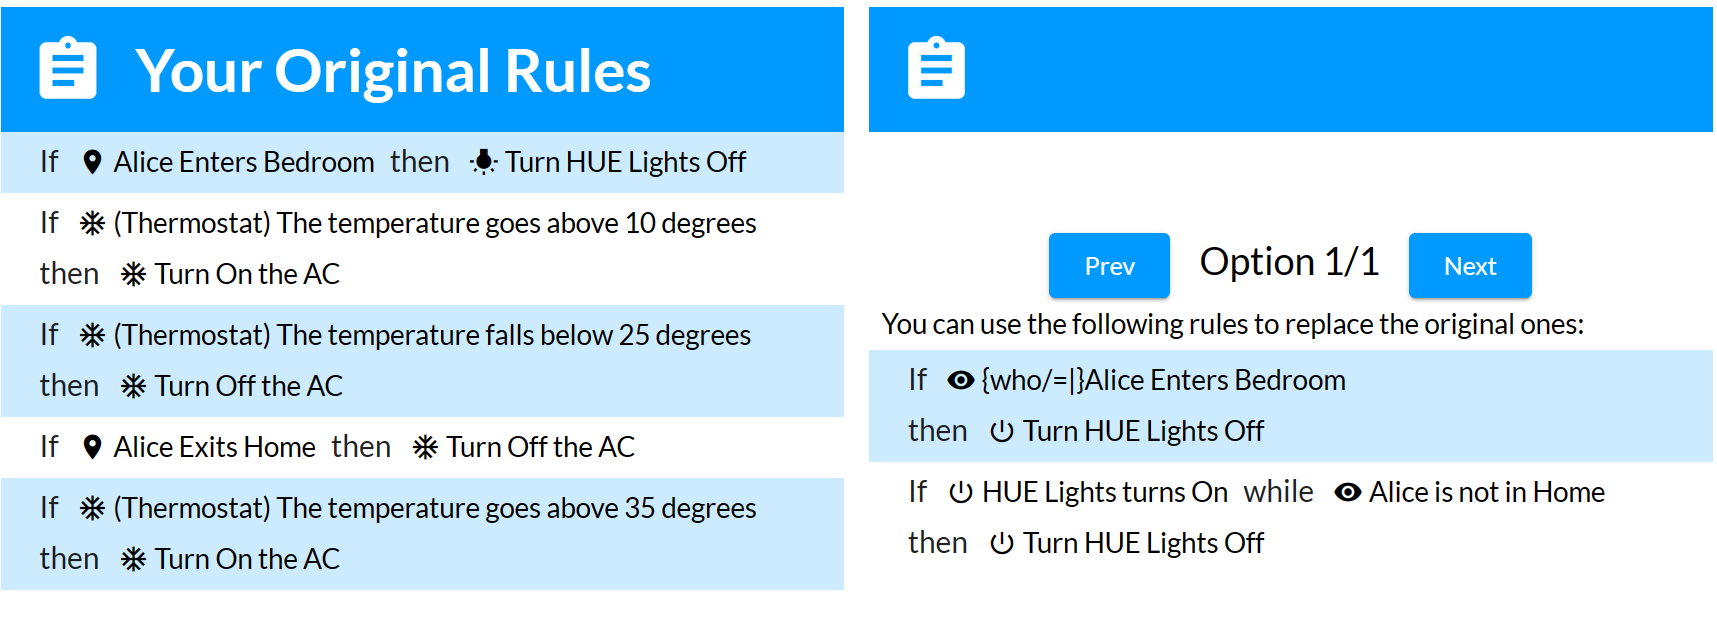 Your Original Rules
If Alice Enters Bedroom then Turn HUE Lights Off
If (Thermostat) The temperature goes above 10 degrees
then Turn On the AC
If (Thermostat) The temperature falls below 25 degrees
then Turn Off the AC
If Alice Exits Home then Turn Off the AC
If (Thermostat) The temperature goes above 35 degrees
then Turn On the AC
Prev Option 1/1 Next
You can use the following rules to replace the original ones:
If {who/=|}Alice Enters Bedroom
then Turn HUE Lights Off
If HUE Lights turns On while Alice is not in Home
then Turn HUE Lights Off